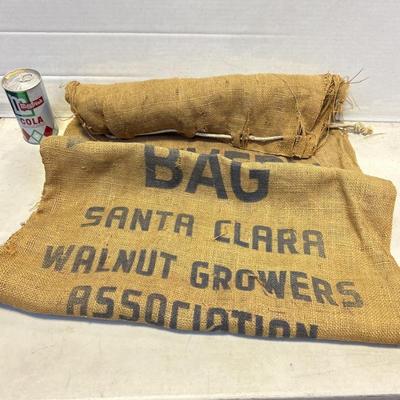 COLA
BAG
SANTA CLARA
WALNUT GROWERS
ASSOCIATION